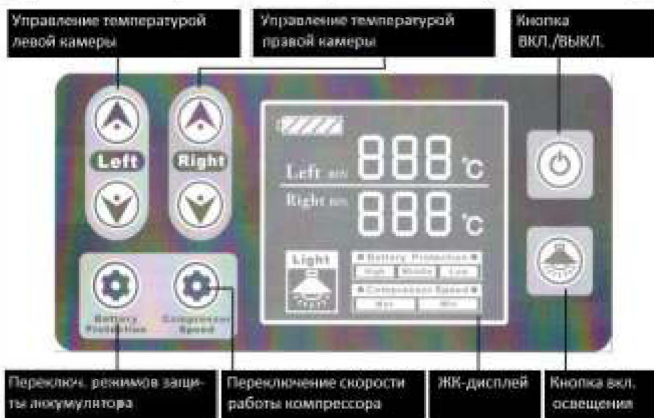 Управление температурой
левой камеры
Управление температурой
правой камеры
Кнопка
ВКЛ./ВЫКЛ.
Left
Right
Left BIN
888 °C
Right BIN
888 °C
Light
Battery Protection
High Middle Low
Compressor Speed
Max Min
Battery
Protection
Compressor
Speed
Переключ. режимов защи-
ты аккумулятора
Переключение скорости
работы компрессора
ЖК-дисплей
Кнопка вкл.
освещения